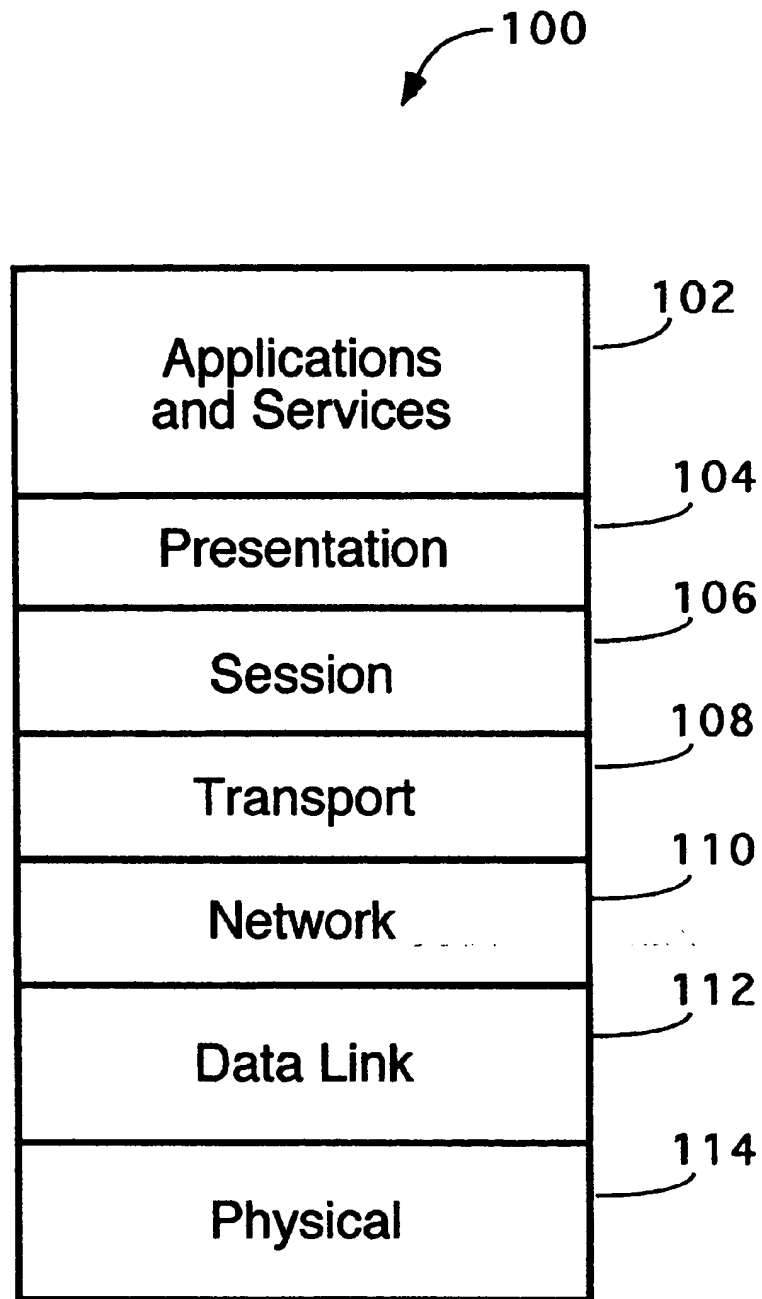 100
102
Applications
and Services
104
Presentation
106
Session
108
Transport
110
Network
112
Data Link
114
Physical